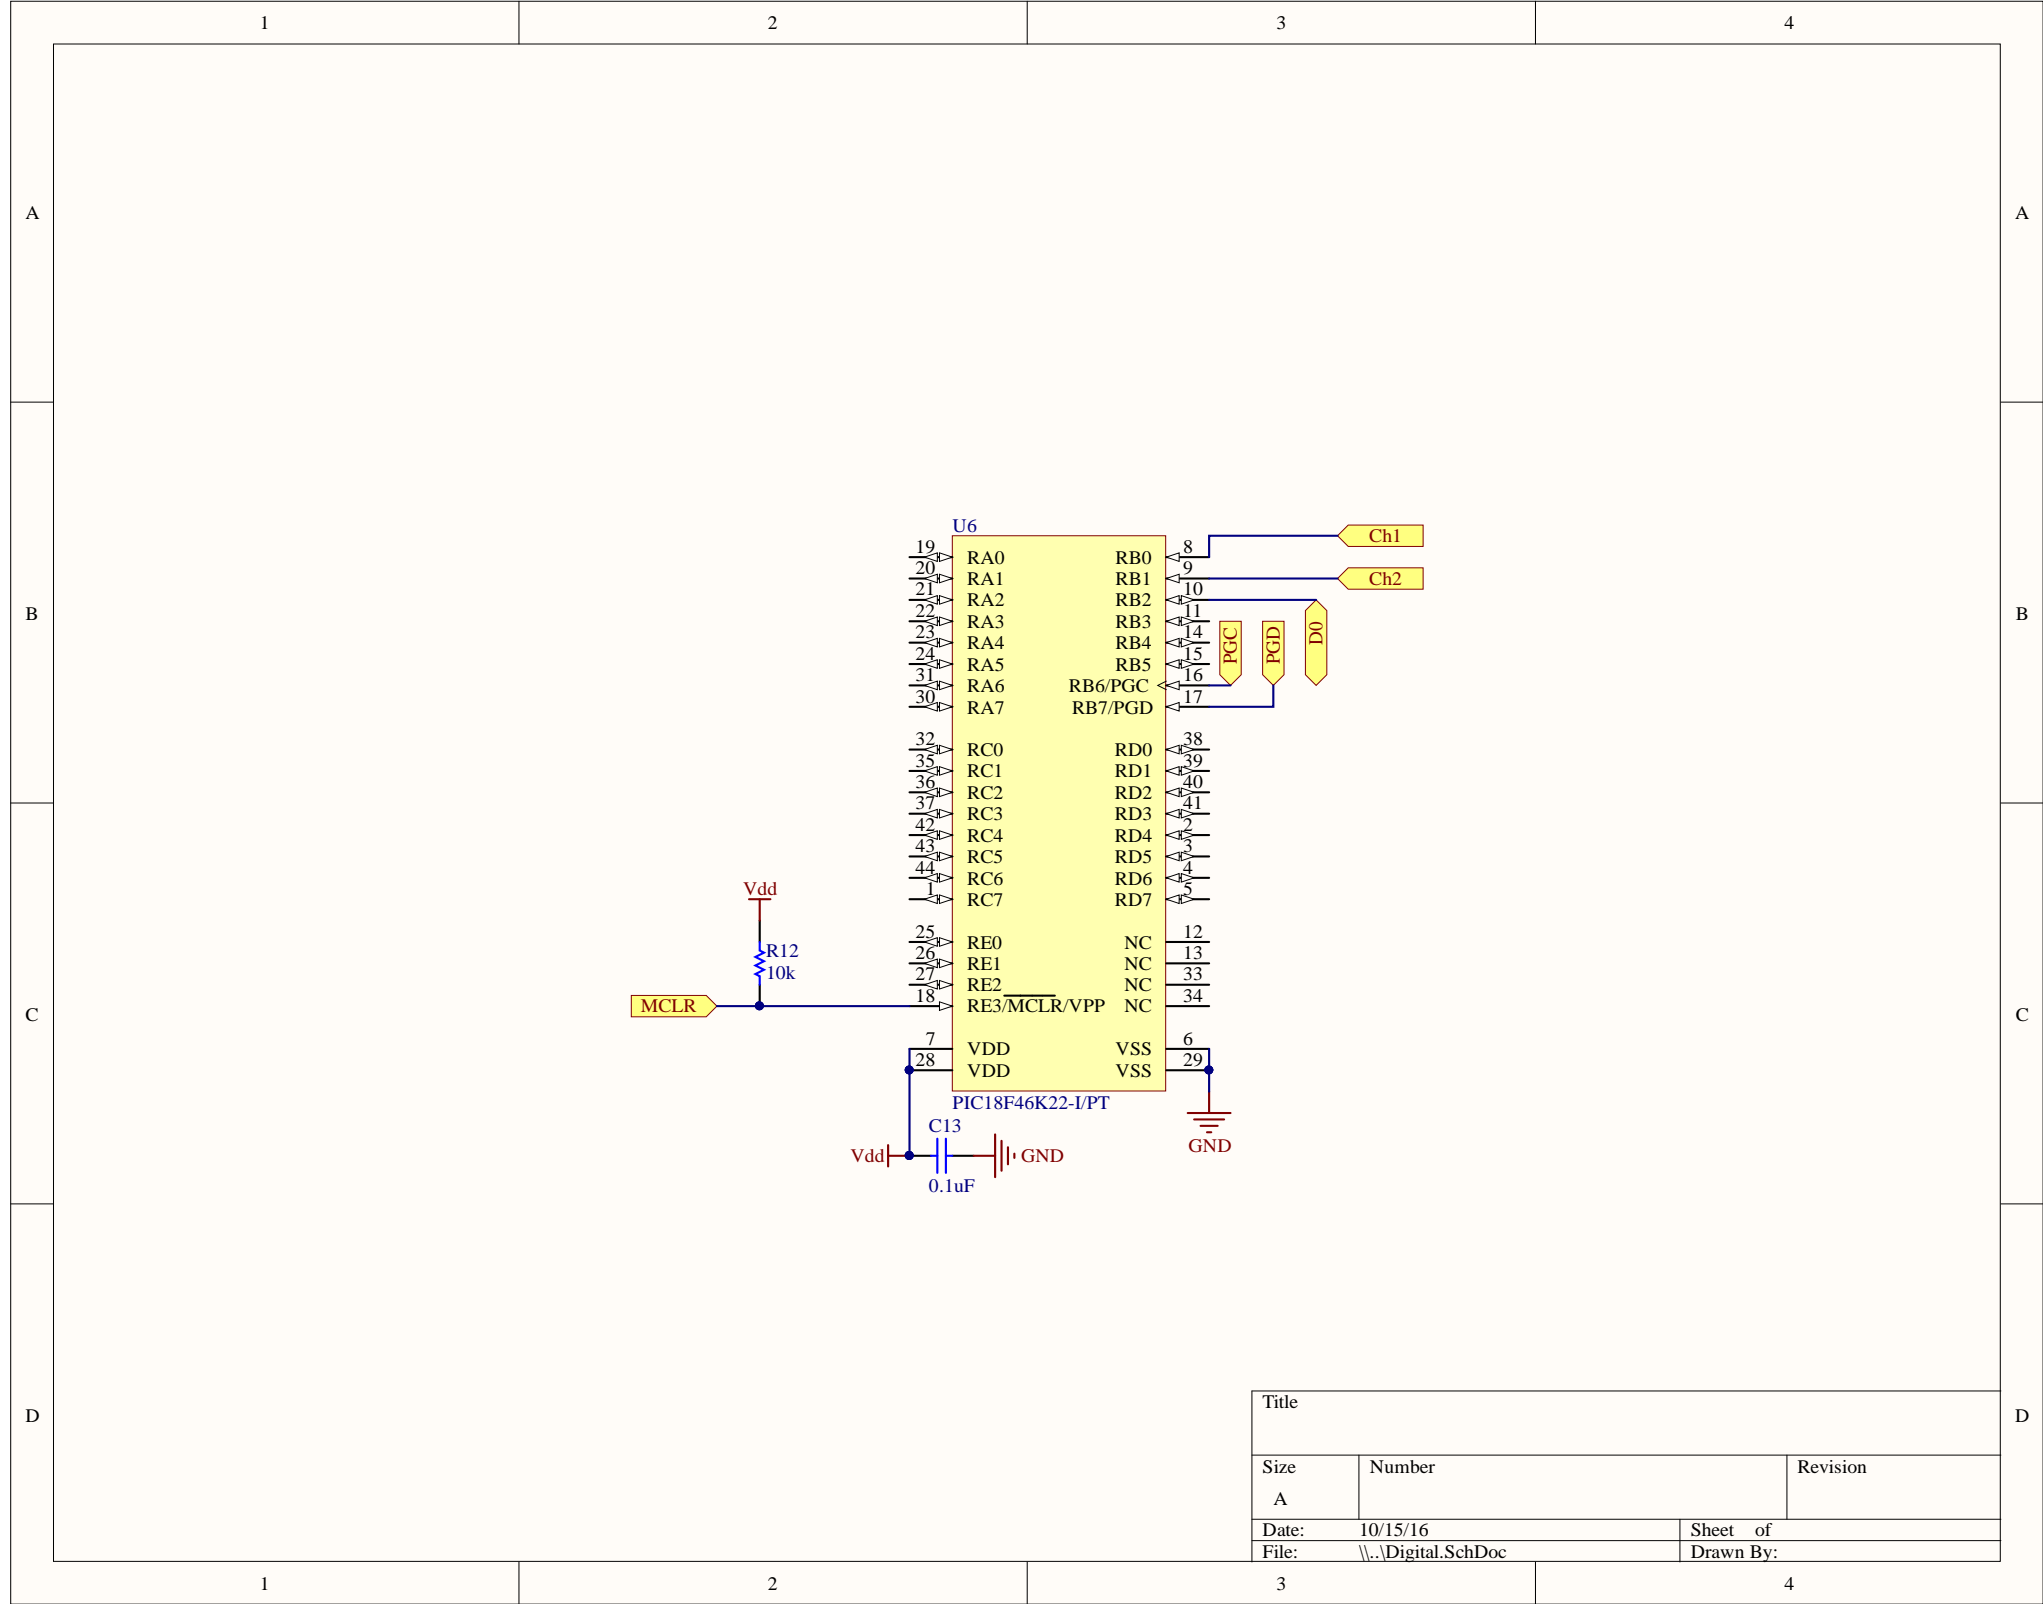 1 2 3 4
A A
B B
C C
D D
U6
19 RA0 RB0 8 Ch1
20 RA1 RB1 9 Ch2
21 RA2 RB2 10 D0
22 RA3 RB3 11
23 RA4 RB4 14 PGC PGD
24 RA5 RB5 15
31 RA6 RB6/PGC 16
30 RA7 RB7/PGD 17
32 RC0 RD0 38
35 RC1 RD1 39
36 RC2 RD2 40
37 RC3 RD3 41
42 RC4 RD4 2
43 RC5 RD5 3
44 RC6 RD6 4
1 RC7 RD7 5
Vdd
R12
10k
25 RE0 NC 12
26 RE1 NC 13
27 RE2 NC 33
MCLR 18 RE3/MCLR/VPP NC 34
7 VDD VSS 6
28 VDD VSS 29
PIC18F46K22-I/PT
C13
Vdd GND GND
0.1uF
Title
Size Number Revision
A
Date: 10/15/16 Sheet of
File: \\..\Digital.SchDoc Drawn By:
1 2 3 4